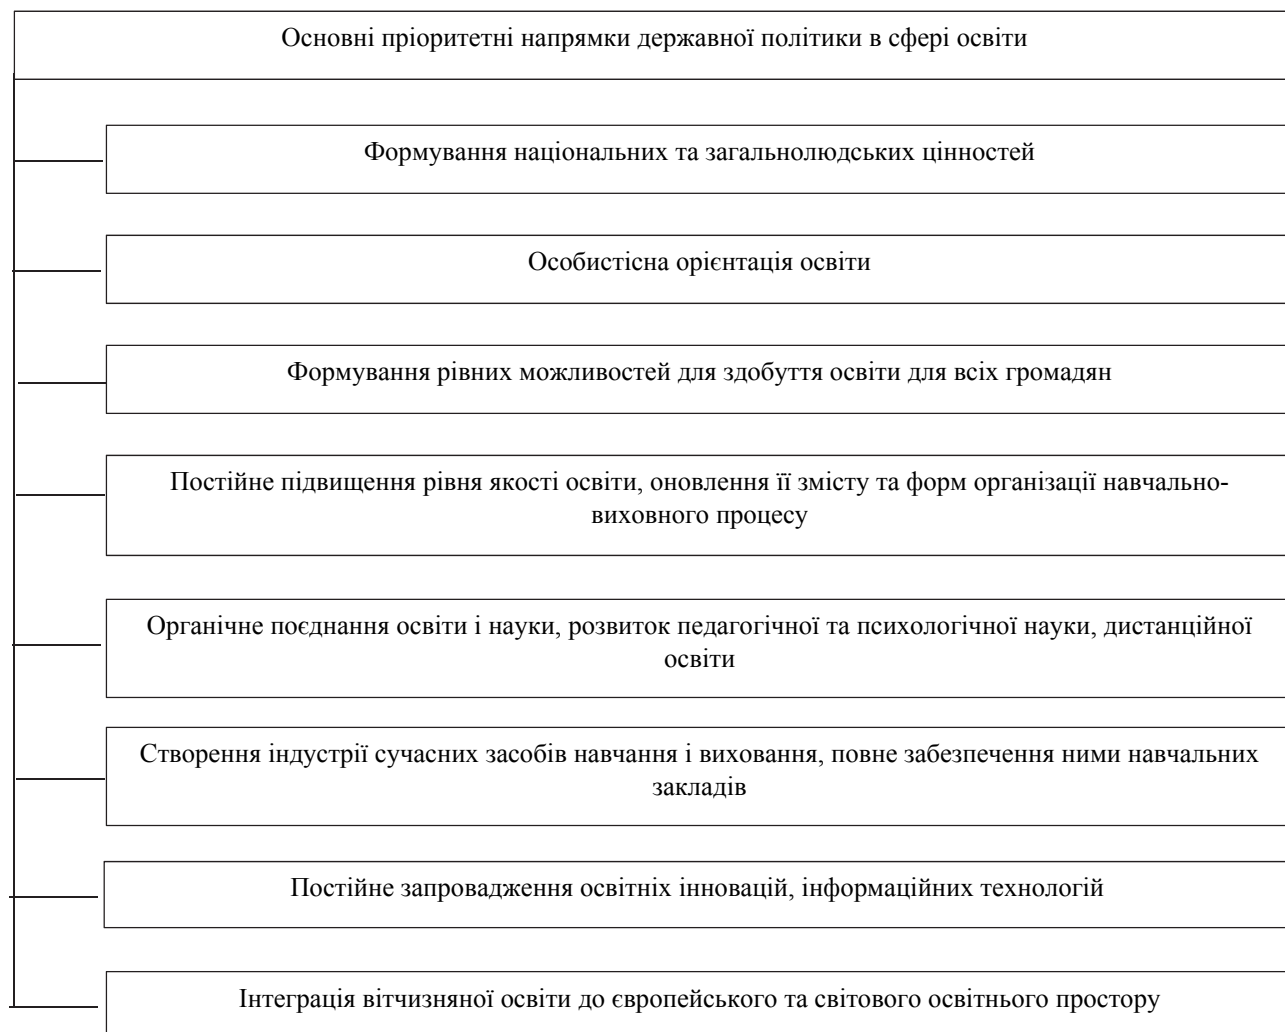 Основні пріоритетні напрямки державної політики в сфері освіти
Формування національних та загальнолюдських цінностей
Особистісна орієнтація освіти
Формування рівних можливостей для здобуття освіти для всіх громадян
Постійне підвищення рівня якості освіти, оновлення її змісту та форм організації навчально-
виховного процесу
Органічне поєднання освіти і науки, розвиток педагогічної та психологічної науки, дистанційної
освіти
Створення індустрії сучасних засобів навчання і виховання, повне забезпечення ними навчальних
закладів
Постійне запровадження освітніх інновацій, інформаційних технологій
Інтеграція вітчизняної освіти до європейського та світового освітнього простору